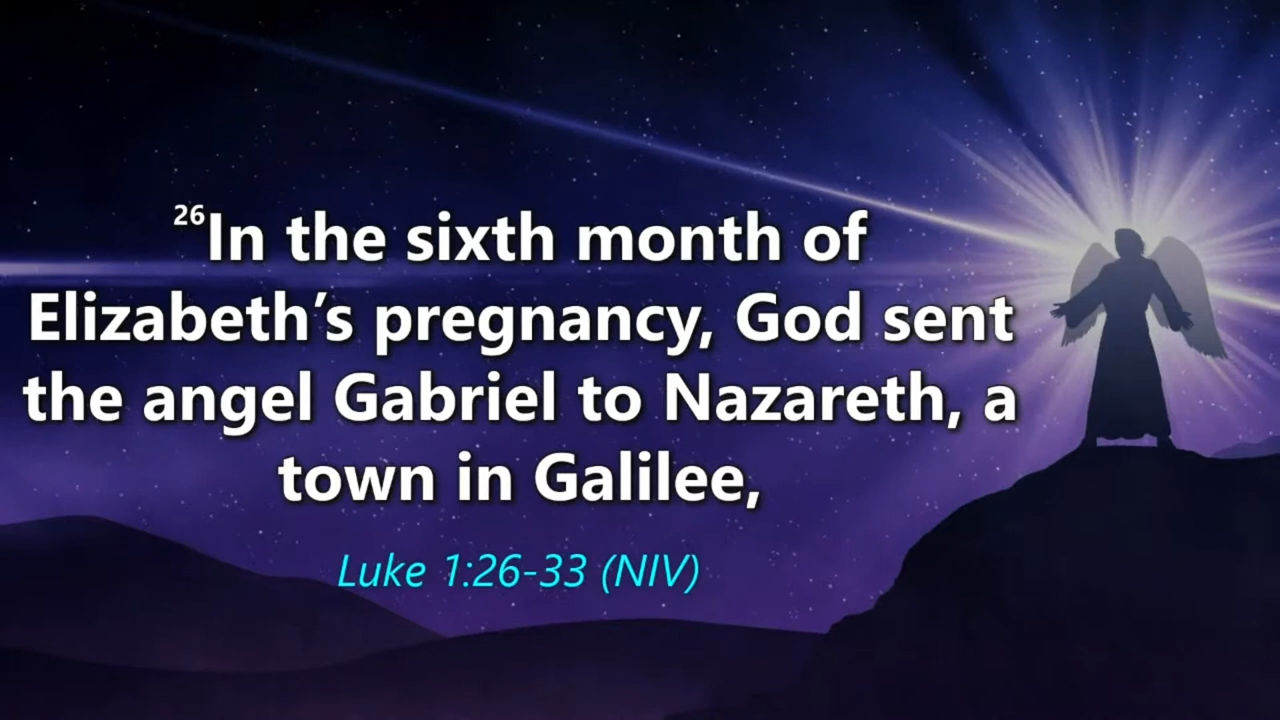 26In the sixth month of
Elizabeth’s pregnancy, God sent
the angel Gabriel to Nazareth, a
town in Galilee,
Luke 1:26-33 (NIV)